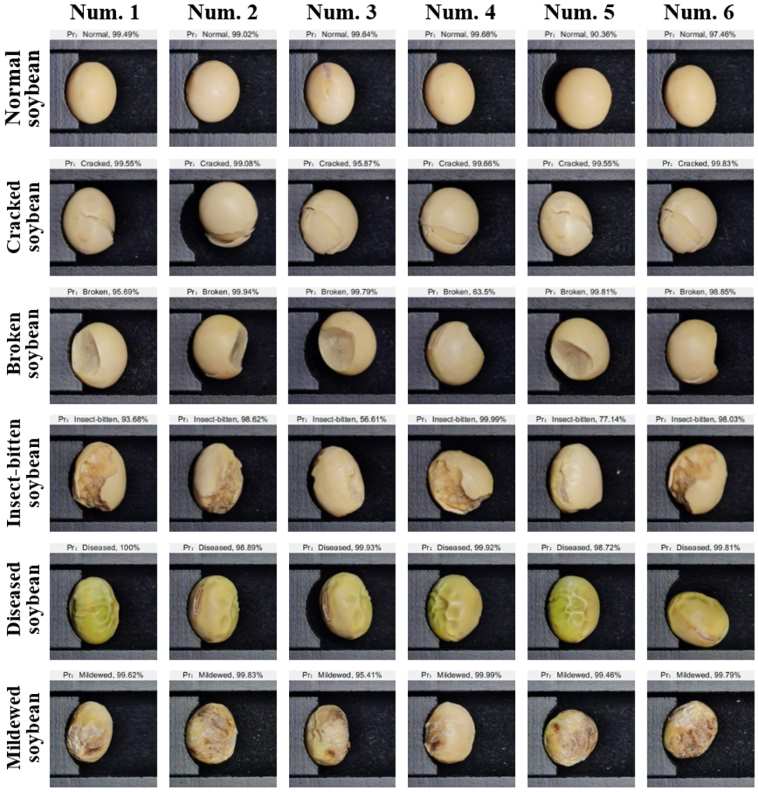 Num. 1 Num. 2 Num. 3 Num. 4 Num. 5 Num. 6
Normal
soybean
Pr: Normal, 99.49% Pr: Normal, 99.02% Pr: Normal, 99.64% Pr: Normal, 99.68% Pr: Normal, 90.36% Pr: Normal, 97.46%
Cracked
soybean
Pr: Cracked, 99.55% Pr: Cracked, 99.08% Pr: Cracked, 95.87% Pr: Cracked, 99.66% Pr: Cracked, 99.55% Pr: Cracked, 99.83%
Broken
soybean
Pr: Broken, 95.69% Pr: Broken, 99.94% Pr: Broken, 99.79% Pr: Broken, 63.5% Pr: Broken, 99.81% Pr: Broken, 98.85%
Insect-bitten
soybean
Pr: Insect-bitten, 93.68% Pr: Insect-bitten, 98.62% Pr: Insect-bitten, 56.61% Pr: Insect-bitten, 99.99% Pr: Insect-bitten, 77.14% Pr: Insect-bitten, 98.03%
Diseased
soybean
Pr: Diseased, 100% Pr: Diseased, 98.89% Pr: Diseased, 99.93% Pr: Diseased, 99.92% Pr: Diseased, 98.72% Pr: Diseased, 99.81%
Mildewed
soybean
Pr: Mildewed, 99.62% Pr: Mildewed, 99.83% Pr: Mildewed, 95.41% Pr: Mildewed, 99.99% Pr: Mildewed, 99.46% Pr: Mildewed, 99.79%